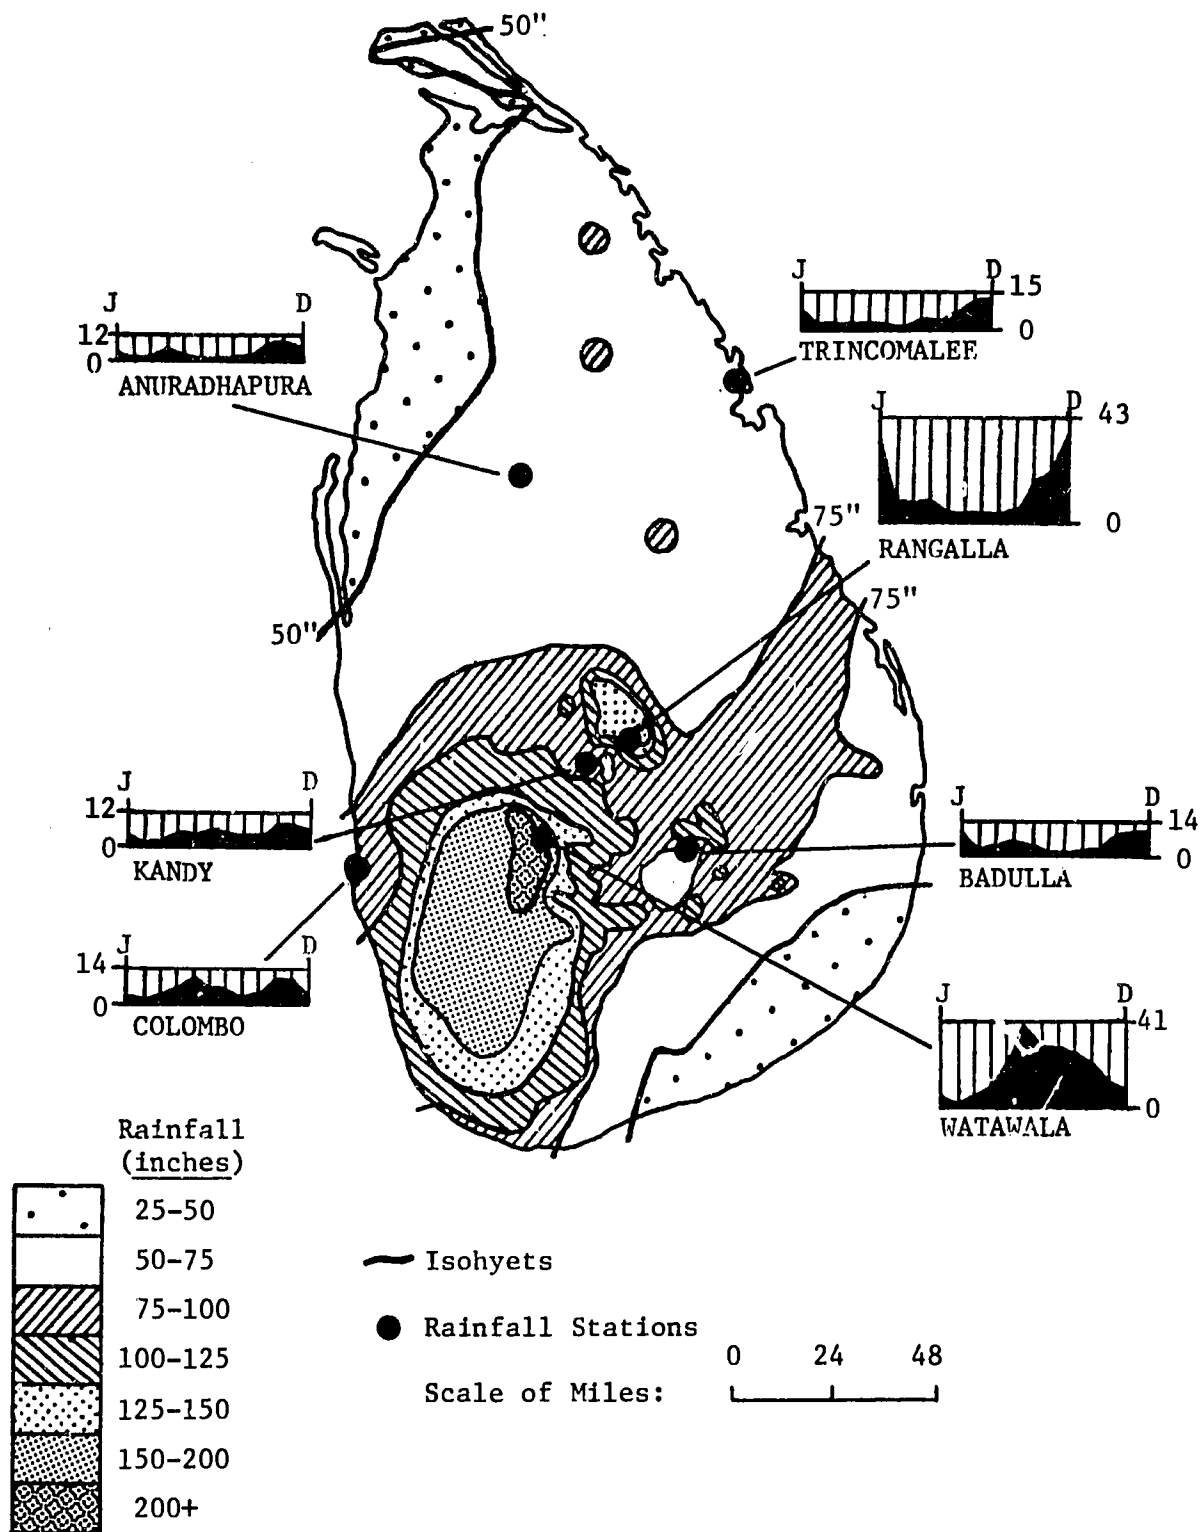 50"
J D
15
0
TRINCOMALEE
J D
12
0
ANURADHAPURA
J D
43
0
RANGALLA
75"
75"
50"
J D
12
0
KANDY
J D
14
0
BADULLA
J D
14
0
COLOMBO
J D
41
0
WATAWALA
Rainfall
(inches)
25-50
50-75
75-100
100-125
125-150
150-200
200+
Isohyets
Rainfall Stations
0 24 48
Scale of Miles: